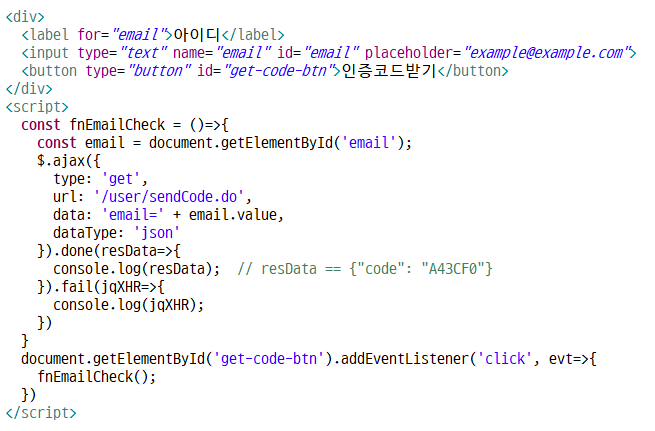 <div>
  <label for="email">아이디</label>
  <input type="text" name="email" id="email" placeholder="example@example.com">
  <button type="button" id="get-code-btn">인증코드받기</button>
</div>
<script>
  const fnEmailCheck = ()=>{
    const email = document.getElementById('email');
    $.ajax({
      type: 'get',
      url: '/user/sendCode.do',
      data: 'email=' + email.value,
      dataType: 'json'
    }).done(resData=>{
      console.log(resData);  // resData == {"code": "A43CF0"}
    }).fail(jqXHR=>{
      console.log(jqXHR);
    })
  }
  document.getElementById('get-code-btn').addEventListener('click', evt=>{
    fnEmailCheck();
  })
</script>